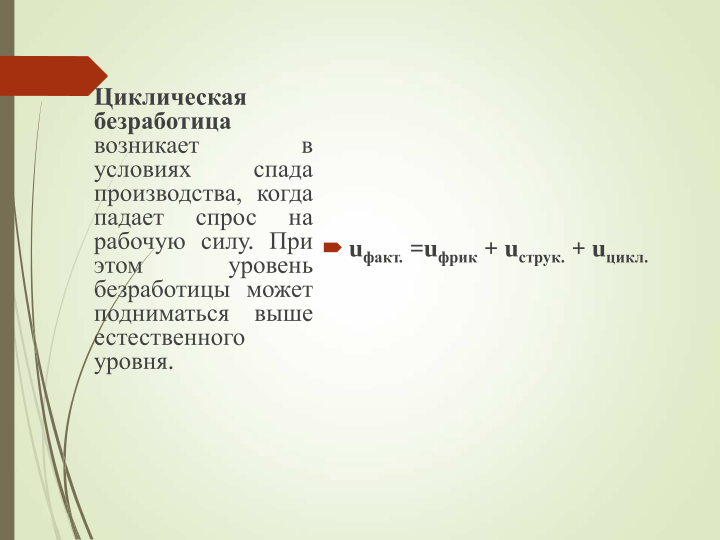 Циклическая
безработица
возникает в
условиях спада
производства, когда
падает спрос на
рабочую силу. При
этом уровень
безработицы может
подниматься выше
естественного
уровня.
uфакт. =uфрик + uструк. + uцикл.